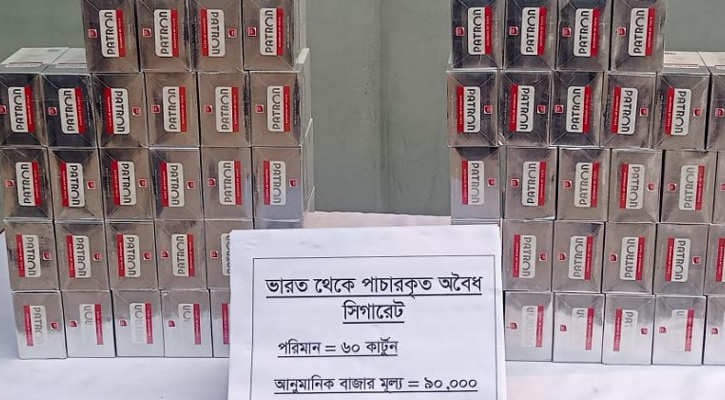 ভারত থেকে পাচারকৃত অবৈধ
সিগারেট
পরিমান = ৬০ কার্টুন
আনুমানিক বাজার মূল্য = ৯০,০০০
PATRON